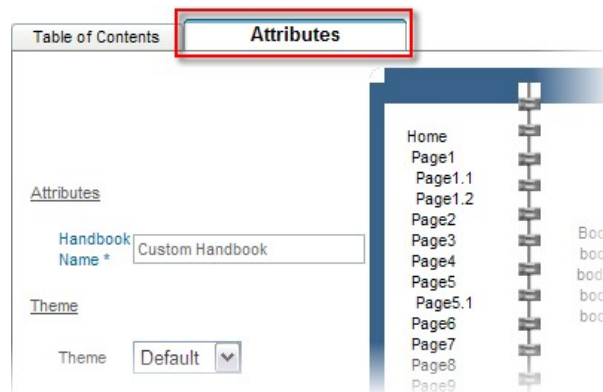 Table of Contents
Attributes
Attributes
Handbook
Name *
Custom Handbook
Theme
Theme
Default
Home
Page1
Page1.1
Page1.2
Page2
Page3
Page4
Page5
Page5.1
Page6
Page7
Page8
Page9